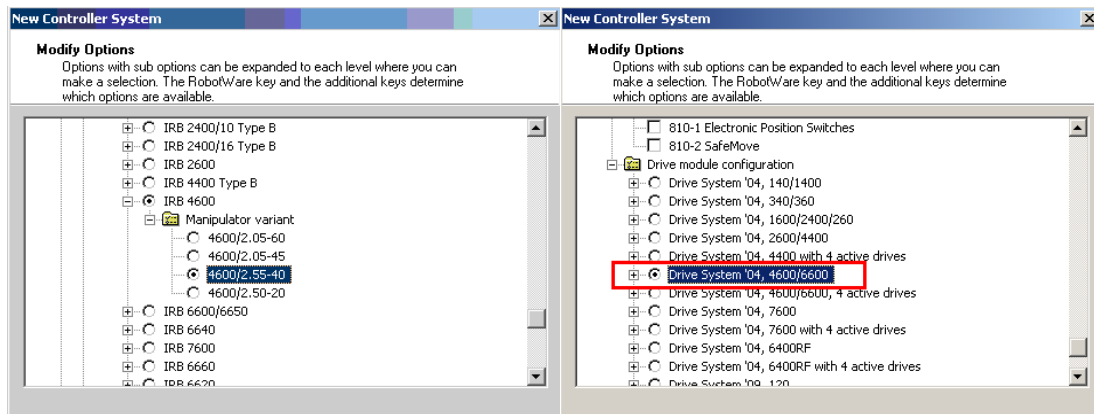 New Controller System
Modify Options
Options with sub options can be expanded to each level where you can
make a selection. The RobotWare key and the additional keys determine
which options are available.
IRB 2400/10 Type B
IRB 2400/16 Type B
IRB 2600
IRB 4400 Type B
IRB 4600
Manipulator variant
4600/2.05-60
4600/2.05-45
4600/2.55-40
4600/2.50-20
IRB 6600/6650
IRB 6640
IRB 7600
IRB 6660
IRB 6620
New Controller System
Modify Options
Options with sub options can be expanded to each level where you can
make a selection. The RobotWare key and the additional keys determine
which options are available.
810-1 Electronic Position Switches
810-2 SafeMove
Drive module configuration
Drive System '04, 140/1400
Drive System '04, 340/360
Drive System '04, 1600/2400/260
Drive System '04, 2600/4400
Drive System '04, 4400 with 4 active drives
Drive System '04, 4600/6600
Drive System '04, 4600/6600, 4 active drives
Drive System '04, 7600
Drive System '04, 7600 with 4 active drives
Drive System '04, 6400RF
Drive System '04, 6400RF with 4 active drives
Drive System '09, 120